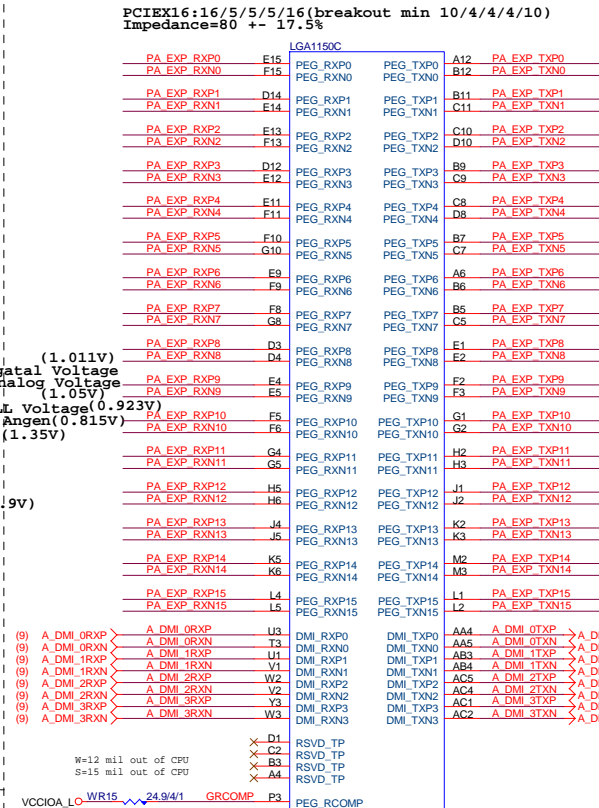 PCIEX16:16/5/5/5/16(breakout min 10/4/4/4/10)
Impedance=80 +- 17.5%
LGA1150C
PA_EXP_RXP0 E15 PEG_RXP0 PEG_TXP0 A12 PA_EXP_TXP0
PA_EXP_RXN0 F15 PEG_RXN0 PEG_TXN0 B12 PA_EXP_TXN0
PA_EXP_RXP1 D14 PEG_RXP1 PEG_TXP1 B11 PA_EXP_TXP1
PA_EXP_RXN1 E14 PEG_RXN1 PEG_TXN1 C11 PA_EXP_TXN1
PA_EXP_RXP2 E13 PEG_RXP2 PEG_TXP2 C10 PA_EXP_TXP2
PA_EXP_RXN2 F13 PEG_RXN2 PEG_TXN2 D10 PA_EXP_TXN2
PA_EXP_RXP3 D12 PEG_RXP3 PEG_TXP3 B9 PA_EXP_TXP3
PA_EXP_RXN3 E12 PEG_RXN3 PEG_TXN3 C9 PA_EXP_TXN3
PA_EXP_RXP4 E11 PEG_RXP4 PEG_TXP4 C8 PA_EXP_TXP4
PA_EXP_RXN4 F11 PEG_RXN4 PEG_TXN4 D8 PA_EXP_TXN4
PA_EXP_RXP5 F10 PEG_RXP5 PEG_TXP5 B7 PA_EXP_TXP5
PA_EXP_RXN5 G10 PEG_RXN5 PEG_TXN5 C7 PA_EXP_TXN5
PA_EXP_RXP6 E9 PEG_RXP6 PEG_TXP6 A6 PA_EXP_TXP6
PA_EXP_RXN6 F9 PEG_RXN6 PEG_TXN6 B6 PA_EXP_TXN6
PA_EXP_RXP7 F8 PEG_RXP7 PEG_TXP7 B5 PA_EXP_TXP7
PA_EXP_RXN7 G8 PEG_RXN7 PEG_TXN7 C5 PA_EXP_TXN7
PA_EXP_RXP8 D3 PEG_RXP8 PEG_TXP8 E1 PA_EXP_TXP8
(1.011V) PA_EXP_RXN8 D4 PEG_RXN8 PEG_TXN8 E2 PA_EXP_TXN8
gatal Voltage
nalog Voltage PA_EXP_RXP9 E4 PEG_RXP9 PEG_TXP9 F2 PA_EXP_TXP9
(1.05V) PA_EXP_RXN9 E5 PEG_RXN9 PEG_TXN9 F3 PA_EXP_TXN9
L Voltage(0.923V)
Angen(0.815V) PA_EXP_RXP10 F5 PEG_RXP10 PEG_TXP10 G1 PA_EXP_TXP10
(1.35V) PA_EXP_RXN10 F6 PEG_RXN10 PEG_TXN10 G2 PA_EXP_TXN10
PA_EXP_RXP11 G4 PEG_RXP11 PEG_TXP11 H2 PA_EXP_TXP11
PA_EXP_RXN11 G5 PEG_RXN11 PEG_TXN11 H3 PA_EXP_TXN11
PA_EXP_RXP12 H5 PEG_RXP12 PEG_TXP12 J1 PA_EXP_TXP12
.9V) PA_EXP_RXN12 H6 PEG_RXN12 PEG_TXN12 J2 PA_EXP_TXN12
PA_EXP_RXP13 J4 PEG_RXP13 PEG_TXP13 K2 PA_EXP_TXP13
PA_EXP_RXN13 J5 PEG_RXN13 PEG_TXN13 K3 PA_EXP_TXN13
PA_EXP_RXP14 K5 PEG_RXP14 PEG_TXP14 M2 PA_EXP_TXP14
PA_EXP_RXN14 K6 PEG_RXN14 PEG_TXN14 M3 PA_EXP_TXN14
PA_EXP_RXP15 L4 PEG_RXP15 PEG_TXP15 L1 PA_EXP_TXP15
PA_EXP_RXN15 L5 PEG_RXN15 PEG_TXN15 L2 PA_EXP_TXN15
(9) A_DMI_0RXP A_DMI_0RXP U3 DMI_RXP0 DMI_TXP0 AA4 A_DMI_0TXP A_D
(9) A_DMI_0RXN A_DMI_0RXN T3 DMI_RXN0 DMI_TXN0 AA5 A_DMI_0TXN A_D
(9) A_DMI_1RXP A_DMI_1RXP U1 DMI_RXP1 DMI_TXP1 AB3 A_DMI_1TXP A_D
(9) A_DMI_1RXN A_DMI_1RXN V1 DMI_RXN1 DMI_TXN1 AB4 A_DMI_1TXN A_D
(9) A_DMI_2RXP A_DMI_2RXP W2 DMI_RXP2 DMI_TXP2 AC5 A_DMI_2TXP A_D
(9) A_DMI_2RXN A_DMI_2RXN V2 DMI_RXN2 DMI_TXN2 AC4 A_DMI_2TXN A_D
(9) A_DMI_3RXP A_DMI_3RXP Y3 DMI_RXP3 DMI_TXP3 AC1 A_DMI_3TXP A_D
(9) A_DMI_3RXN A_DMI_3RXN W3 DMI_RXN3 DMI_TXN3 AC2 A_DMI_3TXN A_D
D1 RSVD_TP
C2 RSVD_TP
W=12 mil out of CPU B3 RSVD_TP
S=15 mil out of CPU A4 RSVD_TP
VCCIOA_L WR15 24.9/4/1 GRCOMP P3 PEG_RCOMP